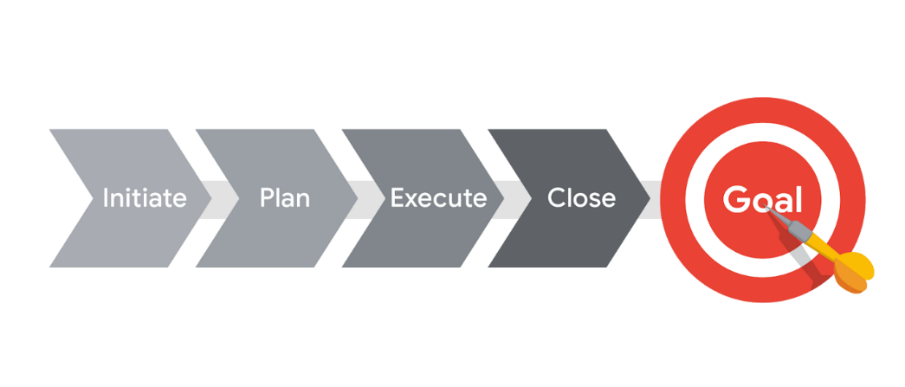 Initiate
Plan
Execute
Close
Goal